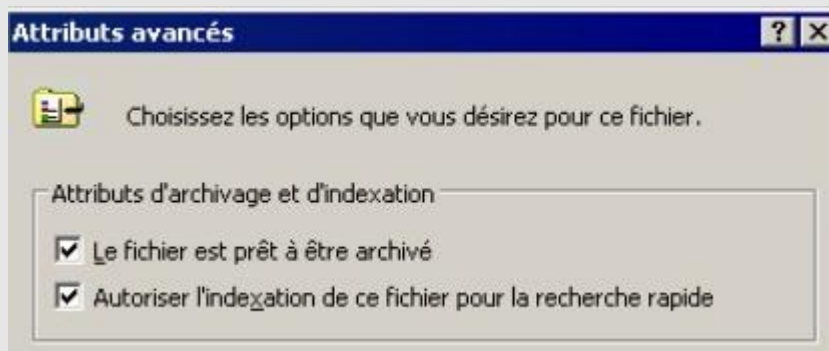 Attributs avancés
Choisissez les options que vous désirez pour ce fichier.
Attributs d'archivage et d'indexation
Le fichier est prêt à être archivé
Autoriser l'indexation de ce fichier pour la recherche rapide